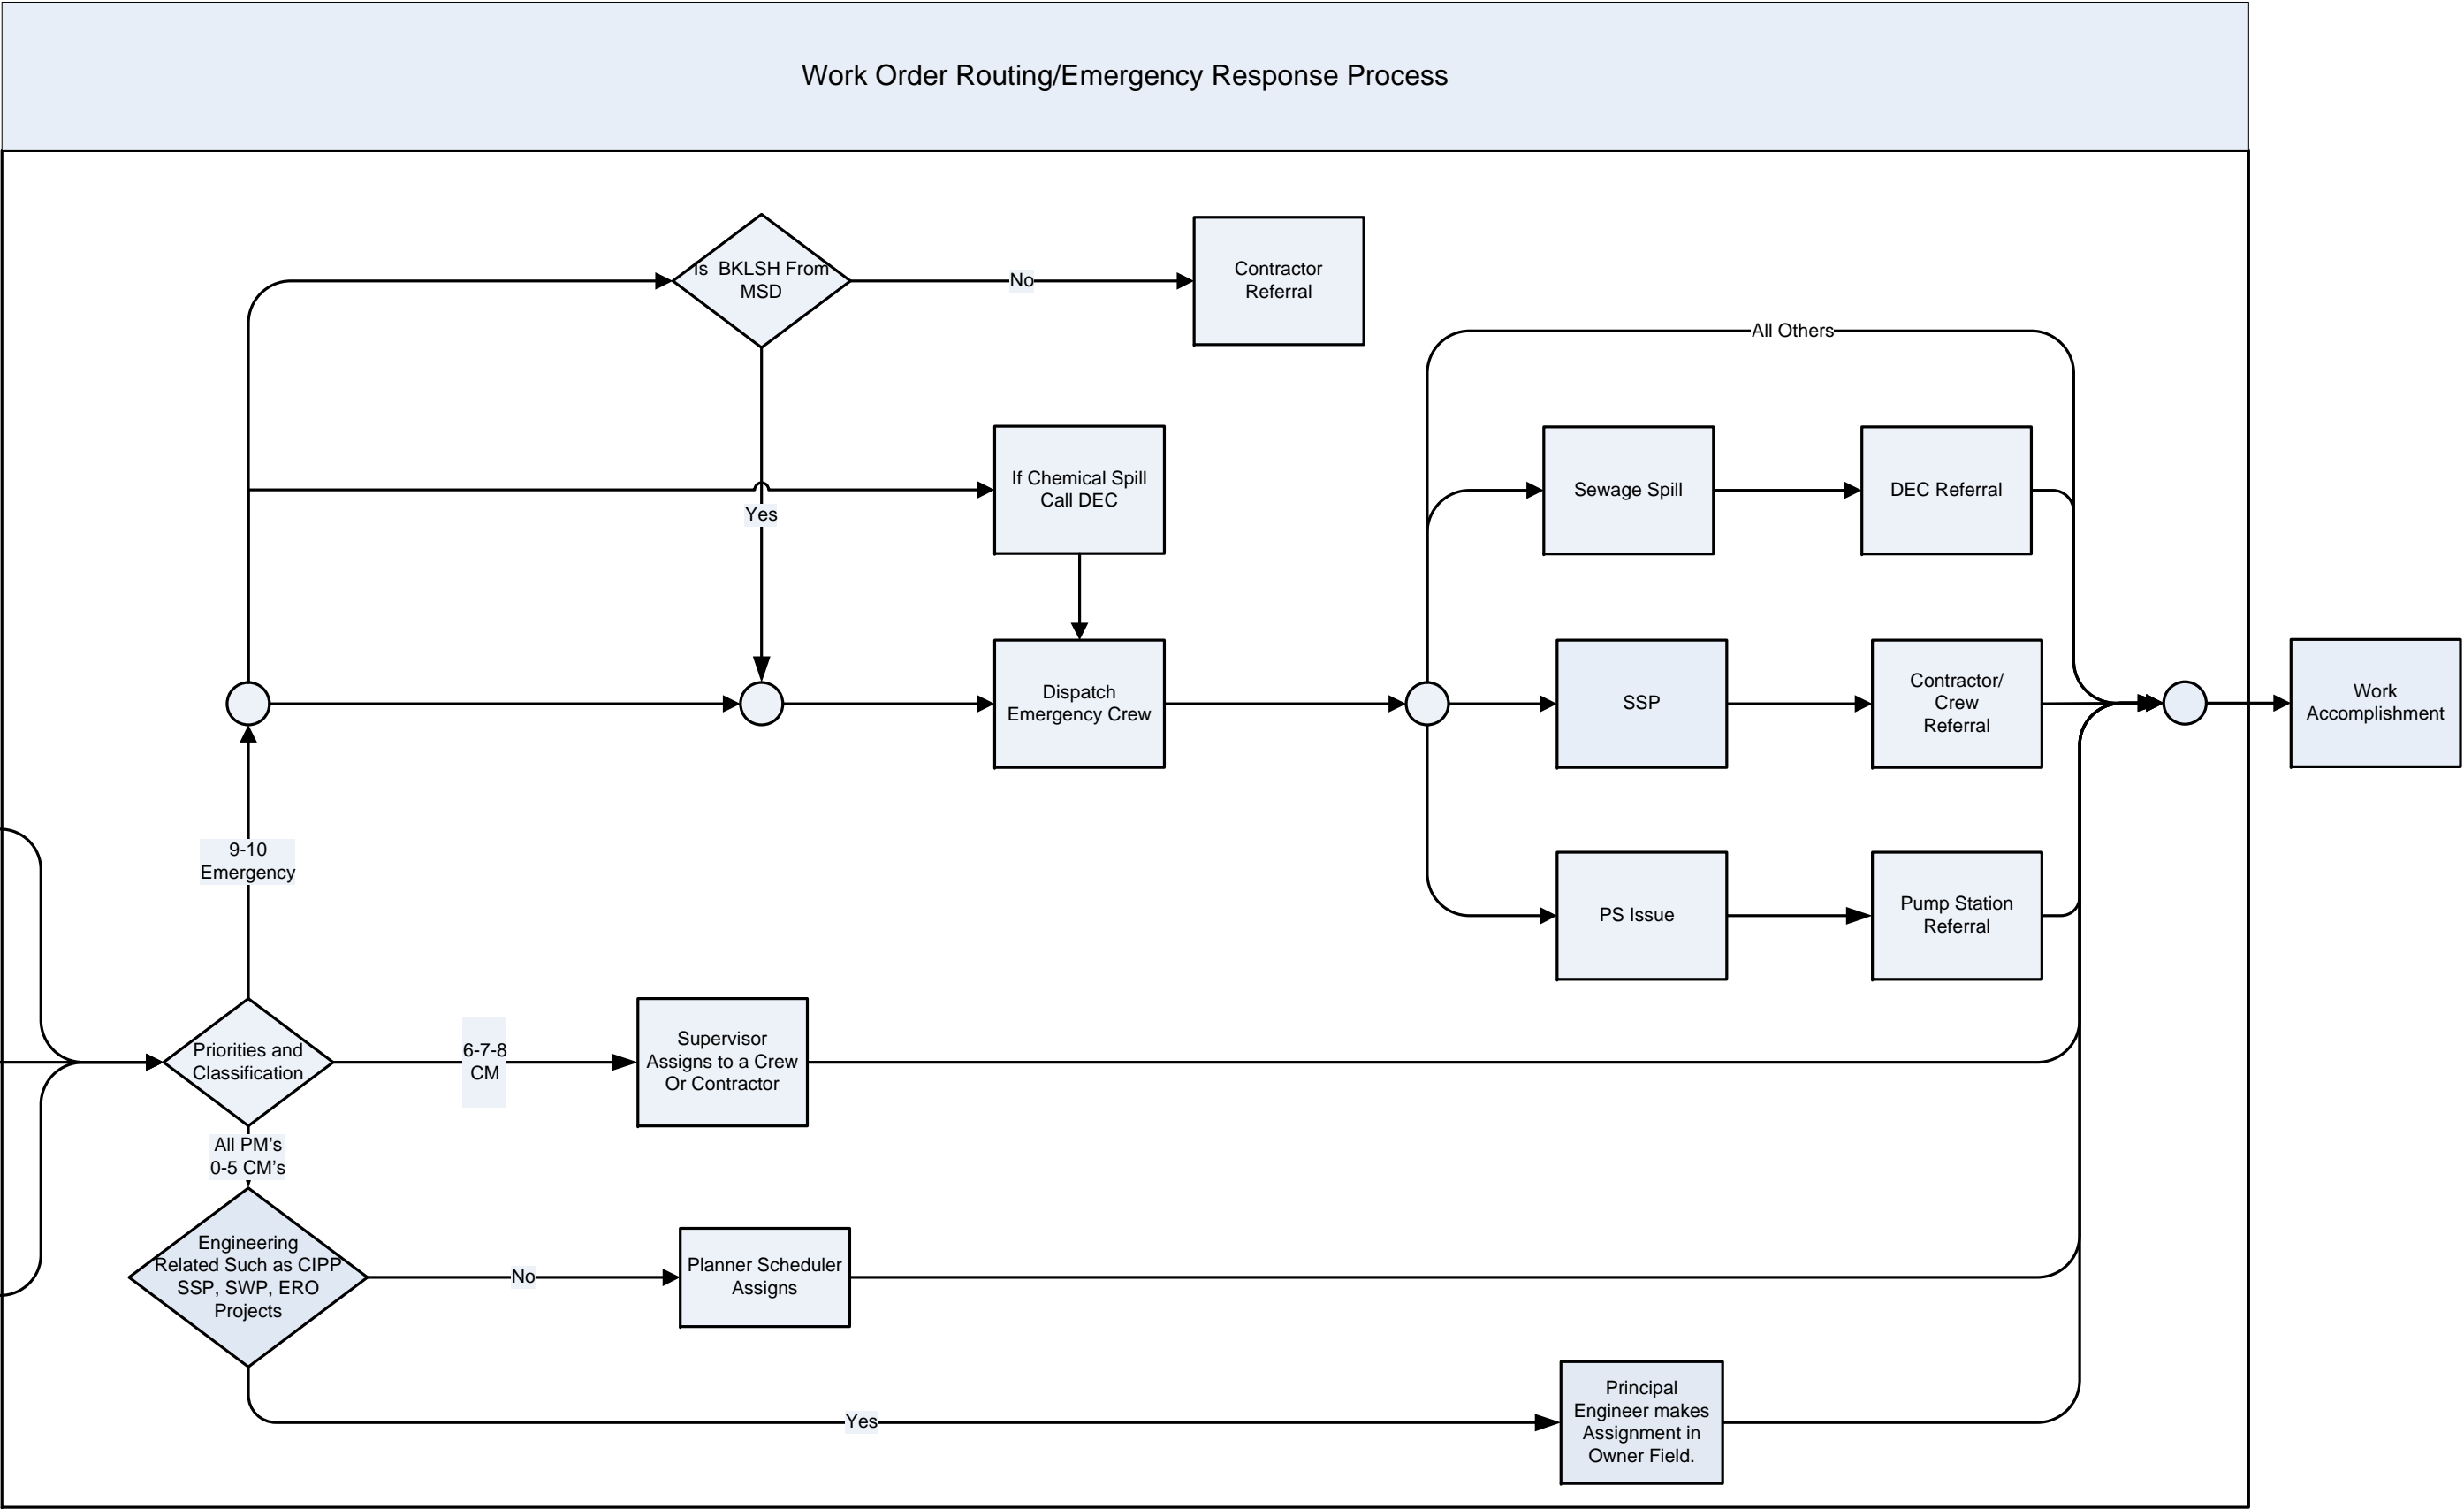 Work Order Routing/Emergency Response Process
Is  BKLSH From
MSD
No
Contractor
Referral
All Others
If Chemical Spill
Call DEC
Yes
Sewage Spill
DEC Referral
Dispatch
Emergency Crew
SSP
Contractor/
Crew
Referral
Work
Accomplishment
9-10
Emergency
PS Issue
Pump Station
Referral
Priorities and
Classification
6-7-8
CM
Supervisor
Assigns to a Crew
Or Contractor
All PM’s
0-5 CM’s
Engineering
Related Such as CIPP
SSP, SWP, ERO
Projects
No
Planner Scheduler
Assigns
Yes
Principal
Engineer makes
Assignment in
Owner Field.